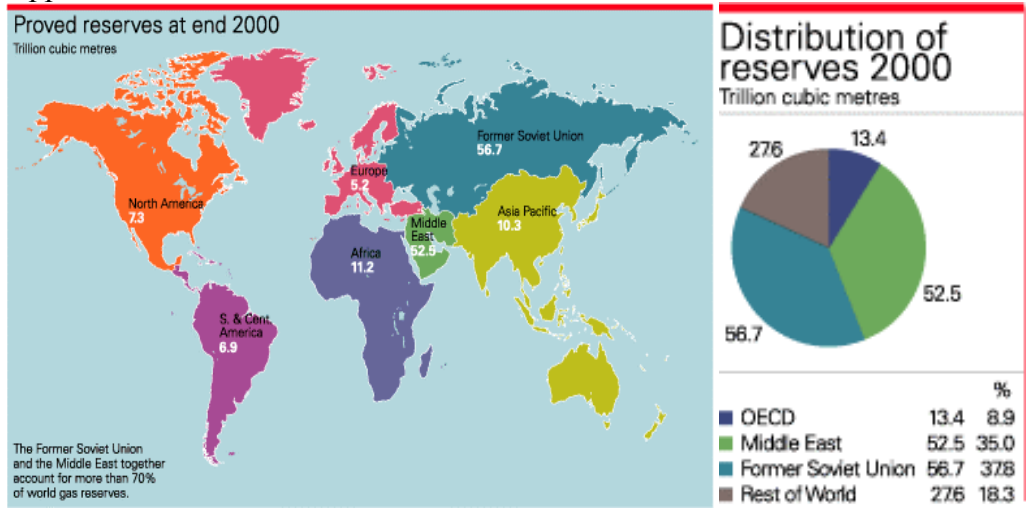 Proved reserves at end 2000
Trillion cubic metres
Former Soviet Union
56.7
Europe
5.2
North America
7.3
Asia Pacific
10.3
Middle
East
52.5
Africa
11.2
S. & Cent.
America
6.9
The Former Soviet Union
and the Middle East together
account for more than 70%
of world gas reserves.
Distribution of
reserves 2000
Trillion cubic metres
27.6
13.4
52.5
56.7
%
OECD 13.4 8.9
Middle East 52.5 35.0
Former Soviet Union 56.7 37.8
Rest of World 27.6 18.3